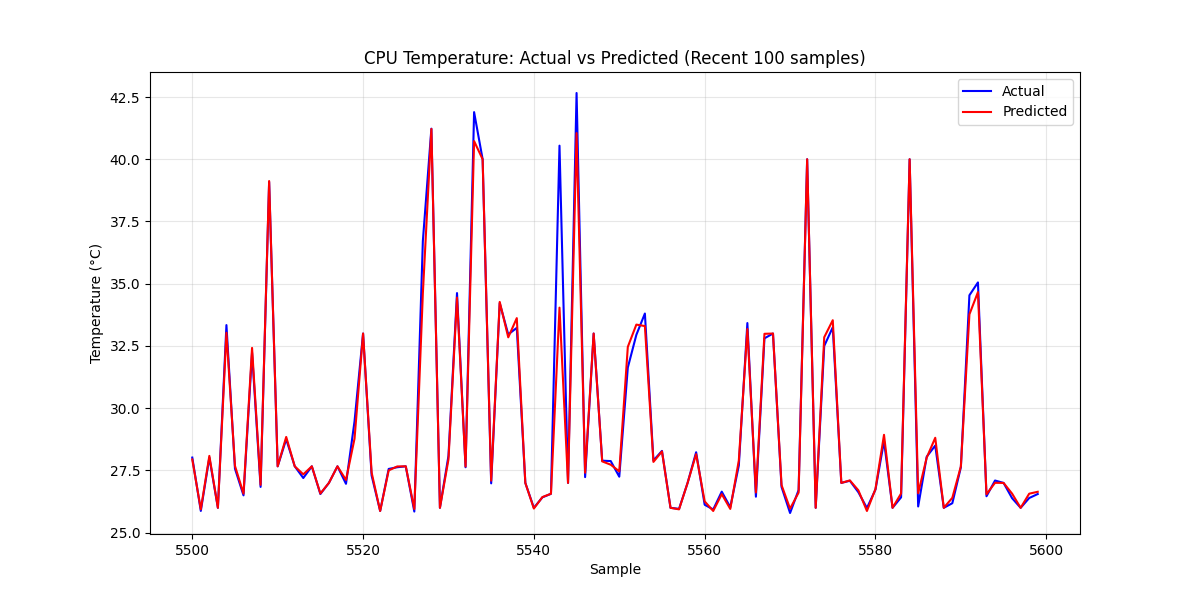 CPU Temperature: Actual vs Predicted (Recent 100 samples)
Actual
Predicted
Temperature (°C)
42.5
40.0
37.5
35.0
32.5
30.0
27.5
25.0
5500 5520 5540 5560 5580 5600
Sample